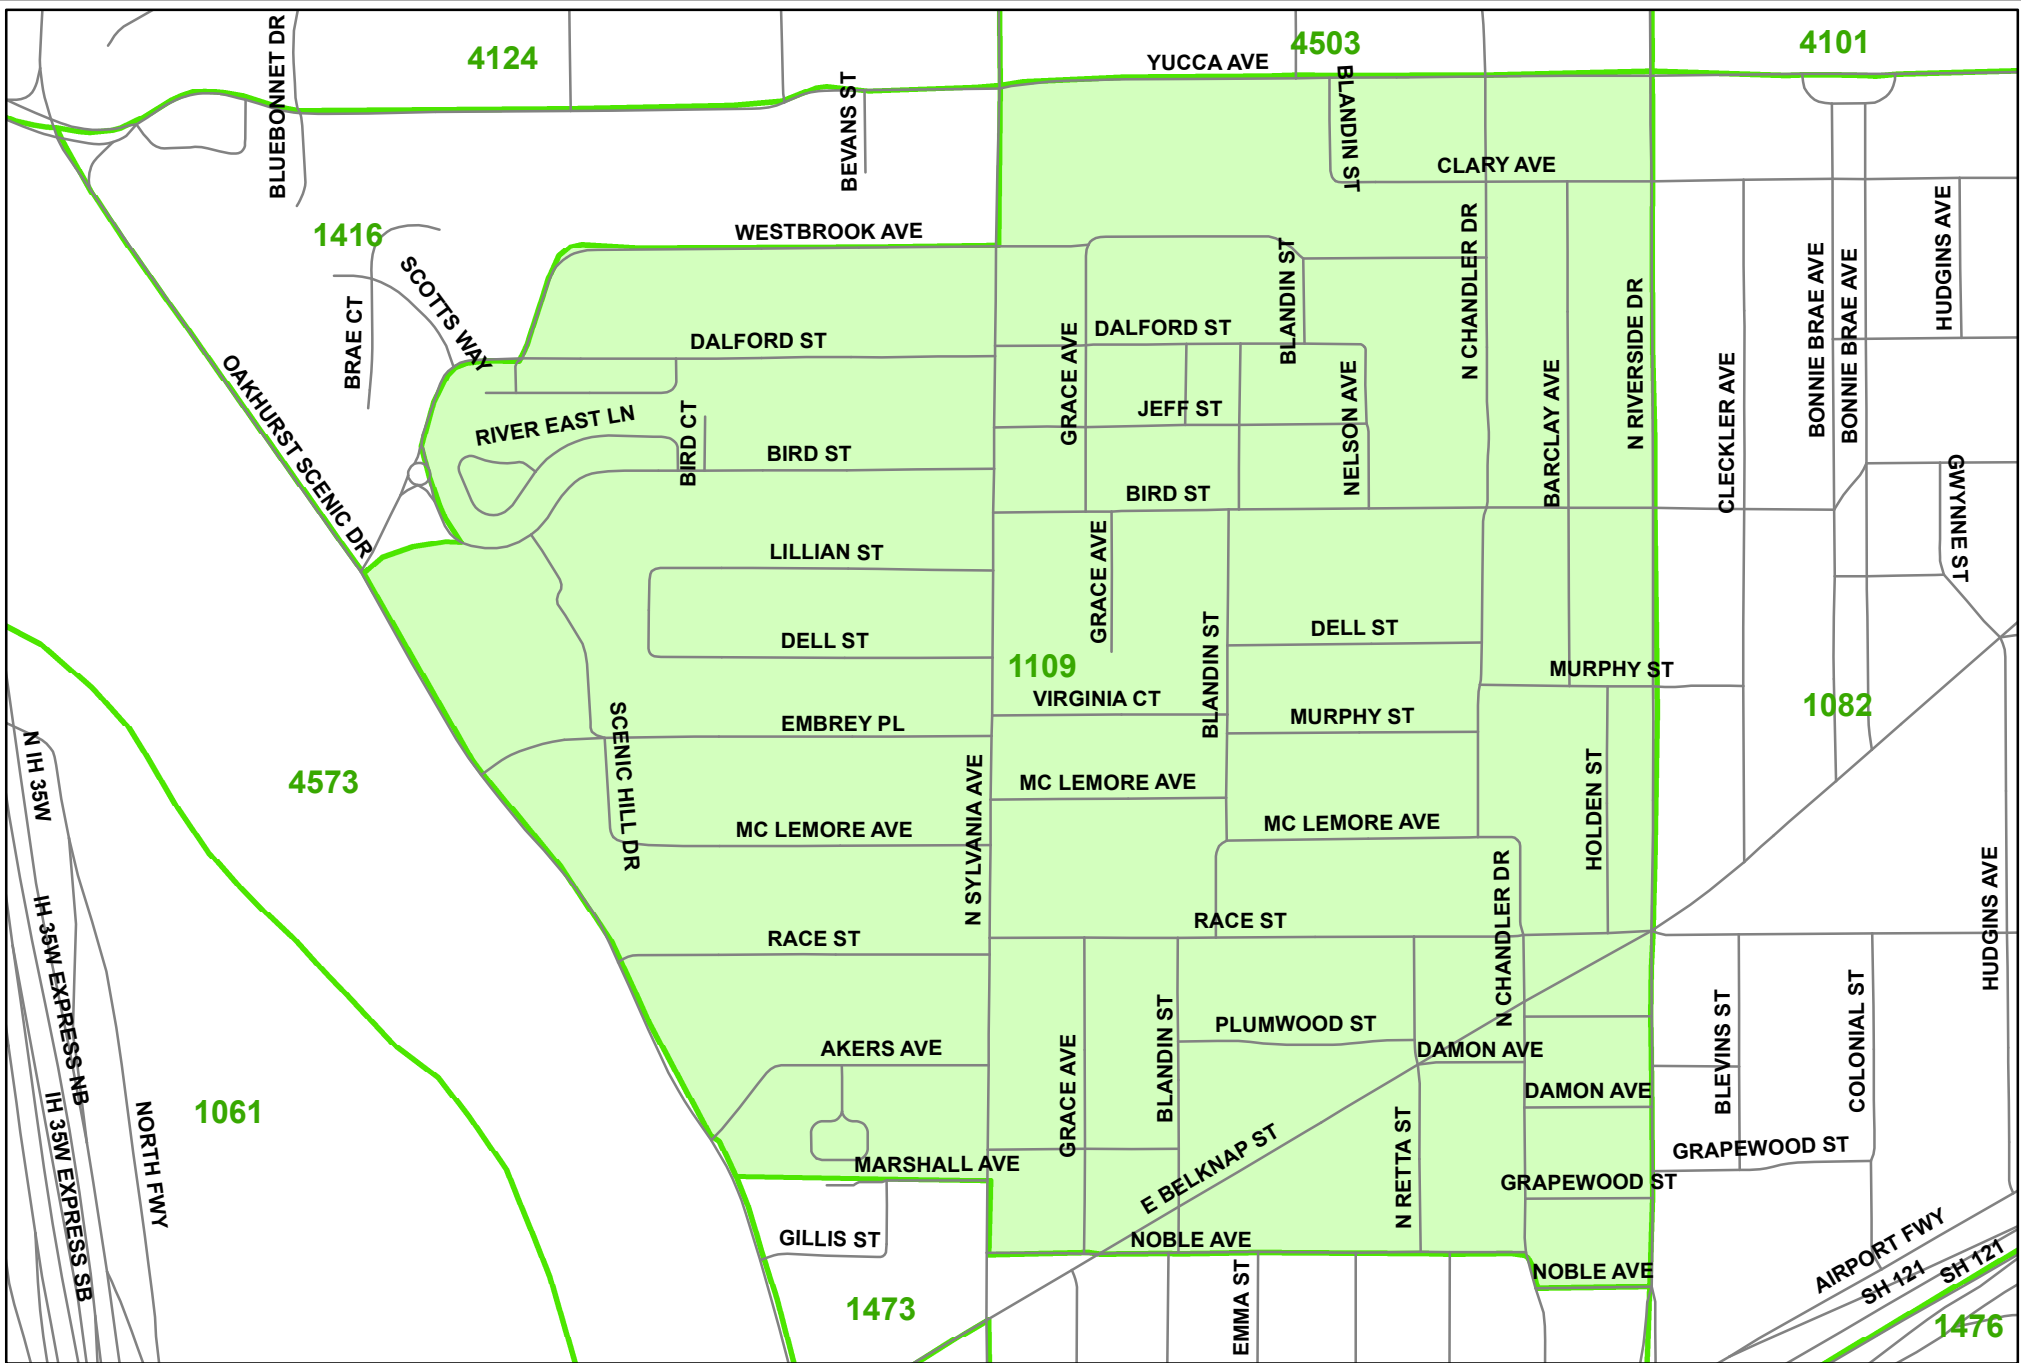 4124
4503
4101
YUCCA AVE
BLUEBONNET DR
BEVANS ST
BLANDIN ST
CLARY AVE
HUDGINS AVE
1416
WESTBROOK AVE
SCOTTS WAY
BRAE CT
N CHANDLER DR
BLANDIN ST
BONNIE BRAE AVE
BONNIE BRAE AVE
N RIVERSIDE DR
DALFORD ST
DALFORD ST
GRACE AVE
CLECKLER AVE
OAKHURST SCENIC DR
BARCLAY AVE
NELSON AVE
JEFF ST
RIVER EAST LN
BIRD CT
BIRD ST
BIRD ST
GWYNNE ST
LILLIAN ST
GRACE AVE
DELL ST
DELL ST
BLANDIN ST
1109
MURPHY ST
VIRGINIA CT
1082
EMBREY PL
MURPHY ST
SCENIC HILL DR
N IH 35W
4573
N SYLVANIA AVE
MC LEMORE AVE
HOLDEN ST
MC LEMORE AVE
MC LEMORE AVE
N CHANDLER DR
HUDGINS AVE
RACE ST
RACE ST
IH 35W EXPRESS NB
BLANDIN ST
PLUMWOOD ST
BLEVINS ST
COLONIAL ST
AKERS AVE
GRACE AVE
DAMON AVE
DAMON AVE
1061
NORTH FWY
IH 35W EXPRESS SB
N RETTA ST
E BELKNAP ST
GRAPEWOOD ST
MARSHALL AVE
GRAPEWOOD ST
GILLIS ST
NOBLE AVE
AIRPORT FWY
SH 121
SH 121
NOBLE AVE
1473
EMMA ST
1476